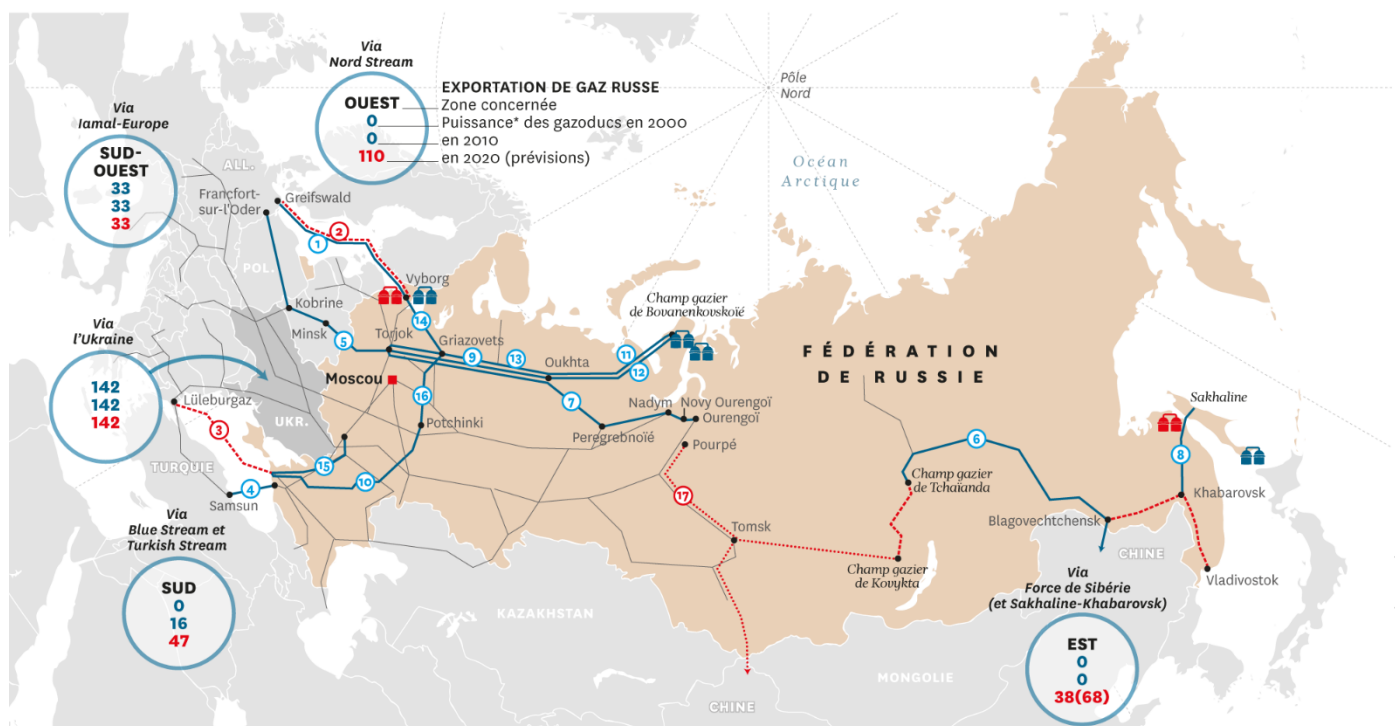 Via
Nord Stream
OUEST
0
0
110
EXPORTATION DE GAZ RUSSE
Zone concernée
Puissance* des gazoducs en 2000
en 2010
en 2020 (prévisions)
Pôle
Nord
Via
Iamal-Europe
SUD-
OUEST
33
33
33
Océan
Arctique
ALL.
Francfort-
sur-l'Oder
Greifswald
1
2
POL.
Vyborg
Kobrine
Minsk
5
14
Torjok
Griazovets
9
13
Oukhta
11
12
Champ gazier
de Bovanenkovskoïé
FÉDÉRATION
DE RUSSIE
Via
l'Ukraine
142
142
142
Moscou
16
7
Nadym
Novy Ourengoï
Ourengoï
Lüleburgaz
UKR.
Potchinki
Peregrebnoïé
Pourpé
3
6
Sakhaline
8
TURQUIE
15
10
4
Samsun
17
Champ gazier
de Tchaïanda
Khabarovsk
Blagovechtchensk
Tomsk
Via
Blue Stream et
Turkish Stream
SUD
0
16
47
Champ gazier
de Kovykta
CHINE
Vladivostok
KAZAKHSTAN
Via
Force de Sibérie
(et Sakhaline-Khabarovsk)
EST
0
0
38(68)
MONGOLIE
CHINE